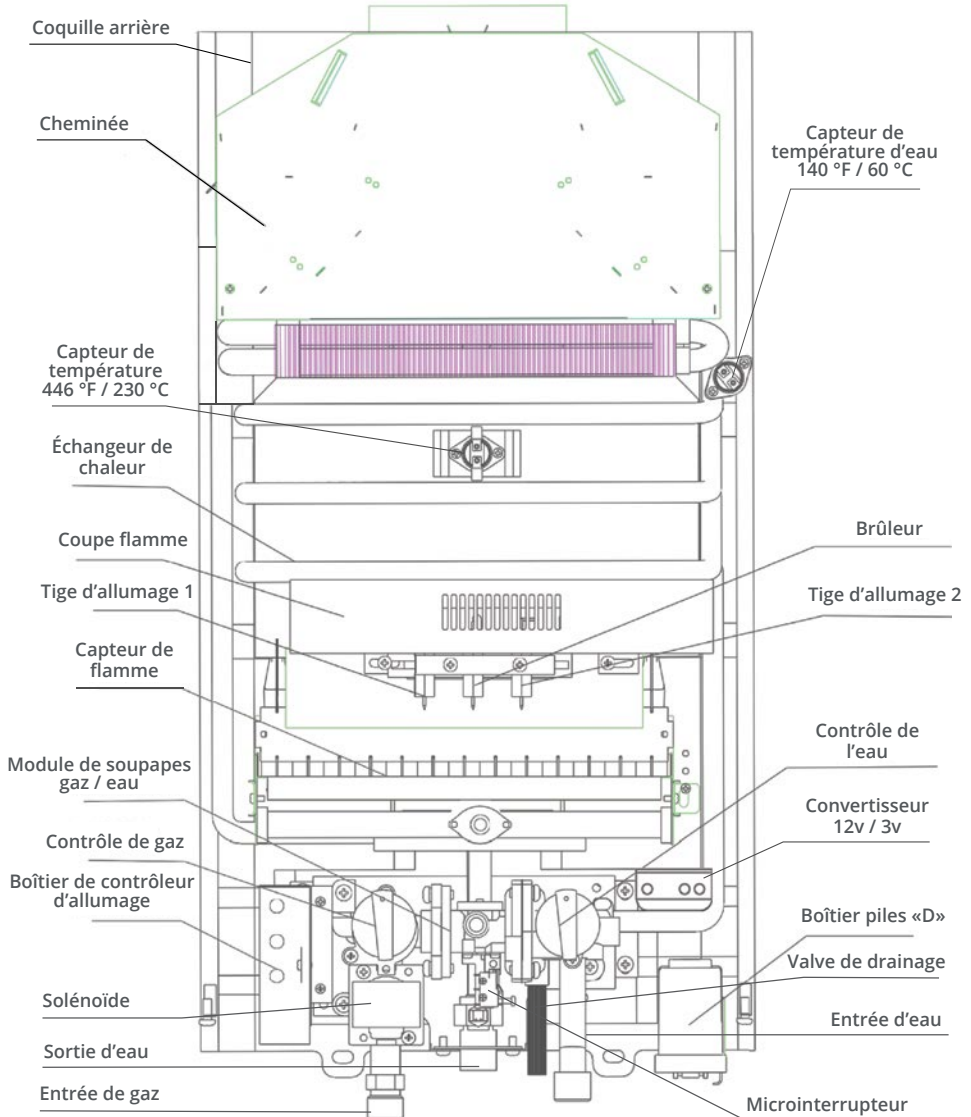 Coquille arrière
Cheminée
Capteur de
température d'eau
140 °F / 60 °C
Capteur de
température
446 °F / 230 °C
Échangeur de
chaleur
Coupe flamme
Brûleur
Tige d'allumage 1
Tige d'allumage 2
Capteur de
flamme
Contrôle de
l'eau
Module de soupapes
gaz / eau
Convertisseur
12v / 3v
Contrôle de gaz
Boîtier de contrôleur
d'allumage
Boîtier piles «D»
Valve de drainage
Solénoïde
Entrée d'eau
Sortie d'eau
Entrée de gaz
Microinterrupteur